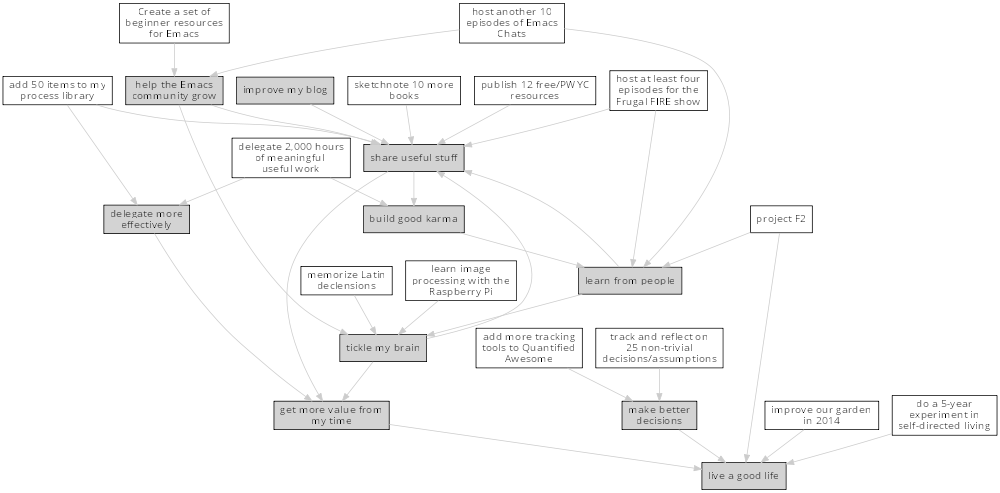 Create a set of
beginner resources
for Emacs
host another 10
episodes of Emacs
Chats
add 50 items to my
process library
help the Emacs
community grow
improve my blog
sketchnote 10 more
books
publish 12 free/PWYC
resources
host at least four
episodes for the
Frugal FIRE show
delegate 2,000 hours
of meaningful
useful work
share useful stuff
delegate more
effectively
build good karma
project F2
memorize Latin
declensions
learn image
processing with the
Raspberry Pi
learn from people
tickle my brain
add more tracking
tools to Quantified
Awesome
track and reflect on
25 non-trivial
decisions/assumptions
get more value from
my time
make better
decisions
improve our garden
in 2014
do a 5-year
experiment in
self-directed living
live a good life